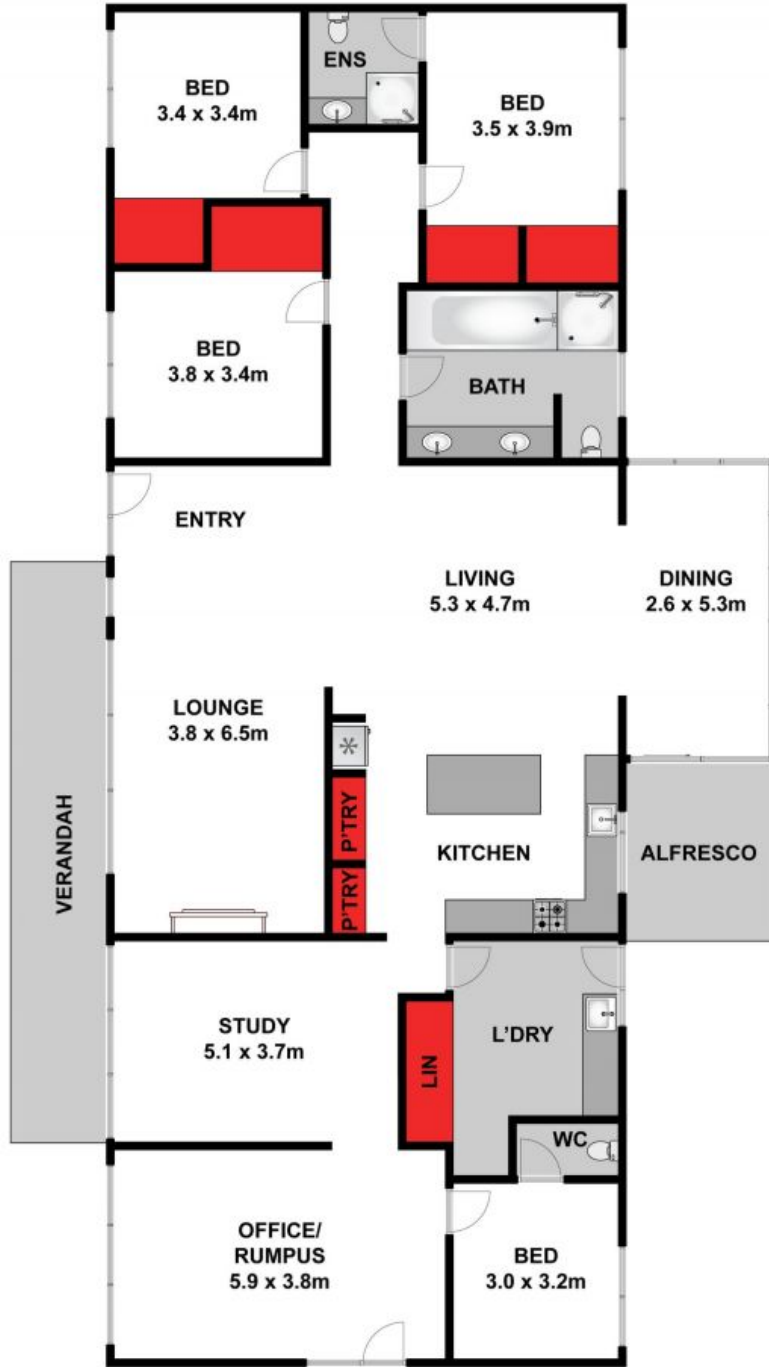 ENS
BED
3.4 x 3.4m
BED
3.5 x 3.9m
BED
3.8 x 3.4m
BATH
ENTRY
LIVING
5.3 x 4.7m
DINING
2.6 x 5.3m
LOUNGE
3.8 x 6.5m
VERANDAH
P'TRY
P'TRY
KITCHEN
ALFRESCO
STUDY
5.1 x 3.7m
LIN
L'DRY
WC
OFFICE/
RUMPUS
5.9 x 3.8m
BED
3.0 x 3.2m